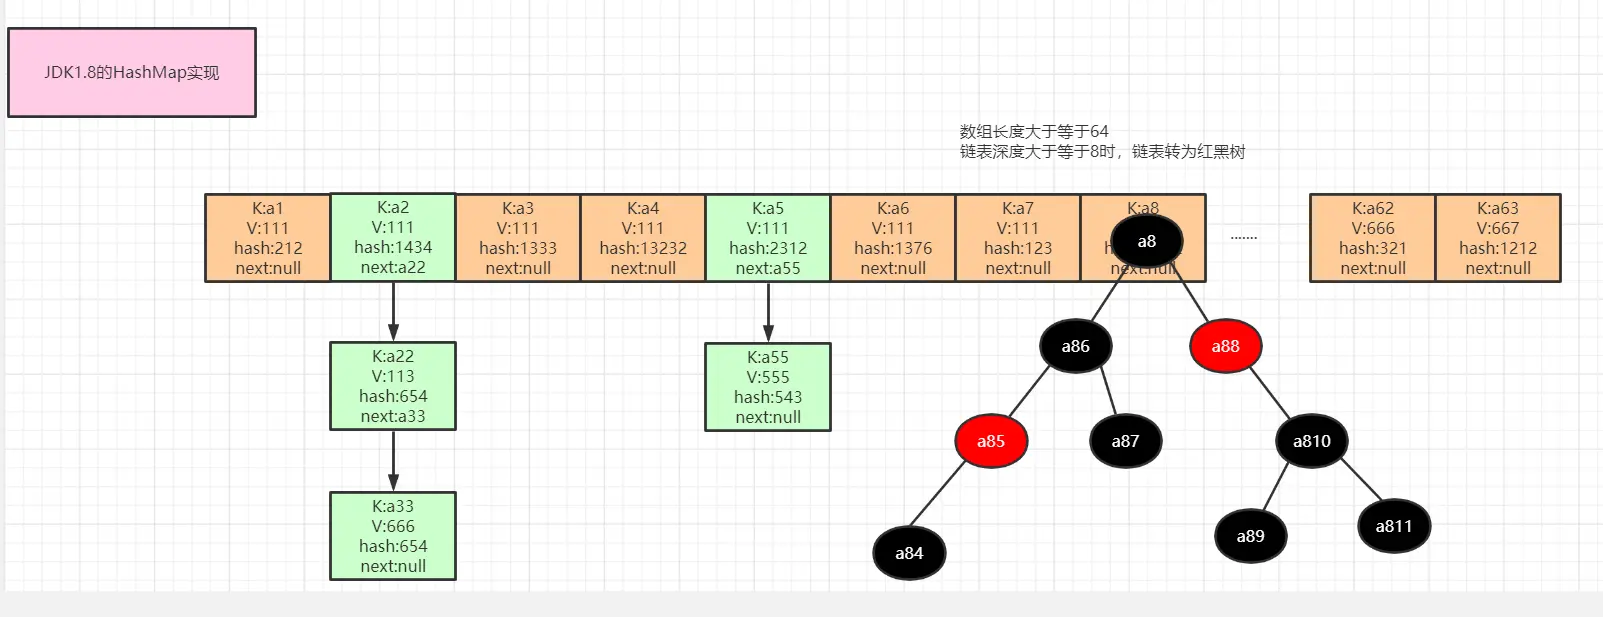 JDK1.8的HashMap实现
数组长度大于等于64
链表深度大于等于8时，链表转为红黑树
K:a1
V:111
hash:212
next:null
K:a2
V:111
hash:1434
next:a22
K:a3
V:111
hash:1333
next:null
K:a4
V:111
hash:13232
next:null
K:a5
V:111
hash:2312
next:a55
K:a6
V:111
hash:1376
next:null
K:a7
V:111
hash:123
next:null
K:a8
a8
next:null
.......
K:a62
V:666
hash:321
next:null
K:a63
V:667
hash:1212
next:null
K:a22
V:113
hash:654
next:a33
K:a55
V:555
hash:543
next:null
a86
a88
a85
a87
a810
K:a33
V:666
hash:654
next:null
a84
a89
a811